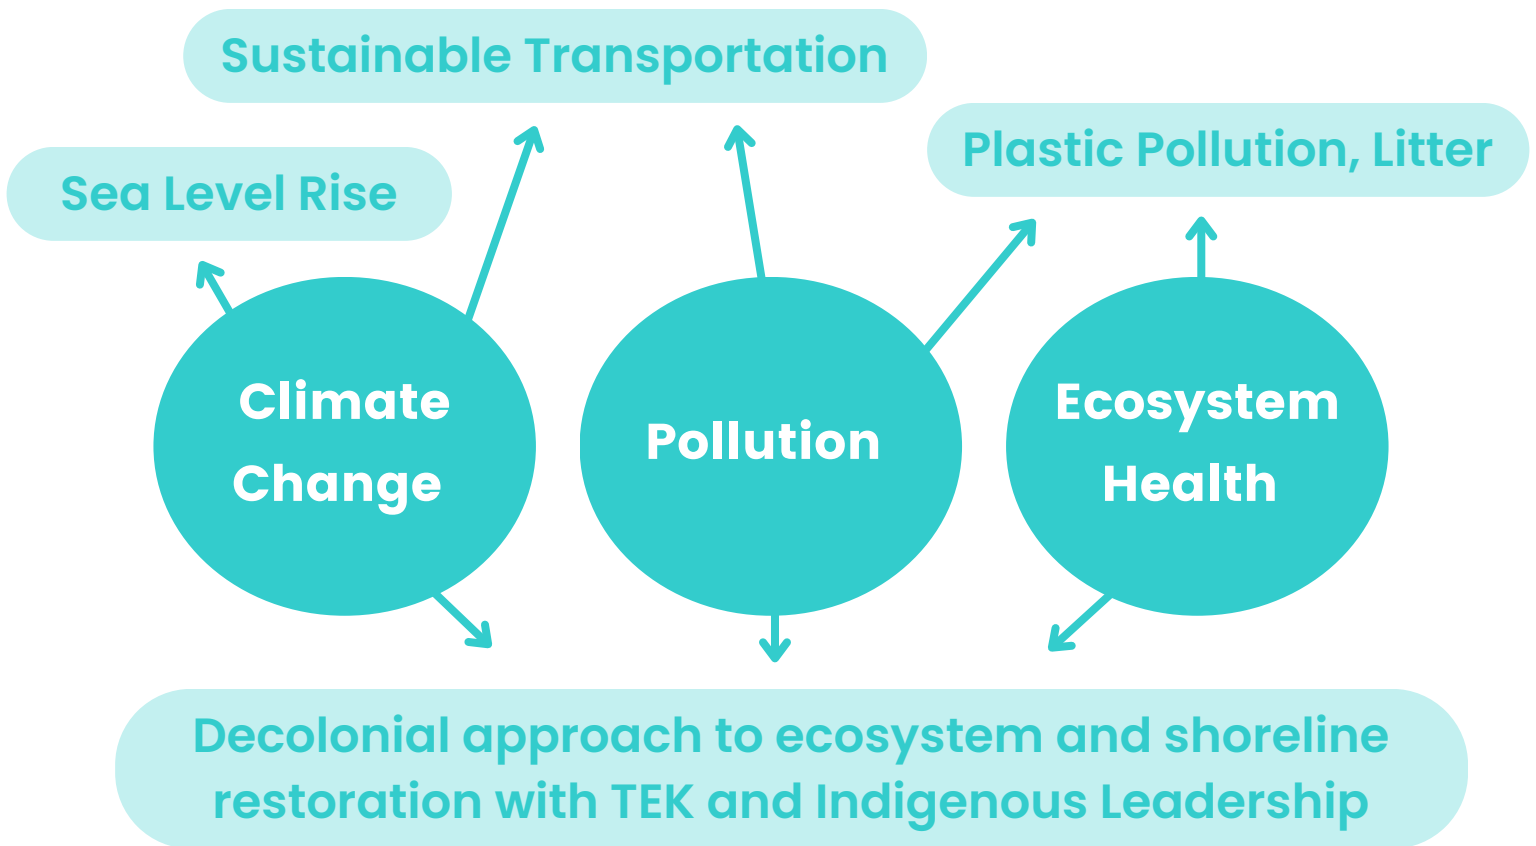 Sustainable Transportation
Plastic Pollution, Litter
Sea Level Rise
Climate
Change
Pollution
Ecosystem
Health
Decolonial approach to ecosystem and shoreline
restoration with TEK and Indigenous Leadership